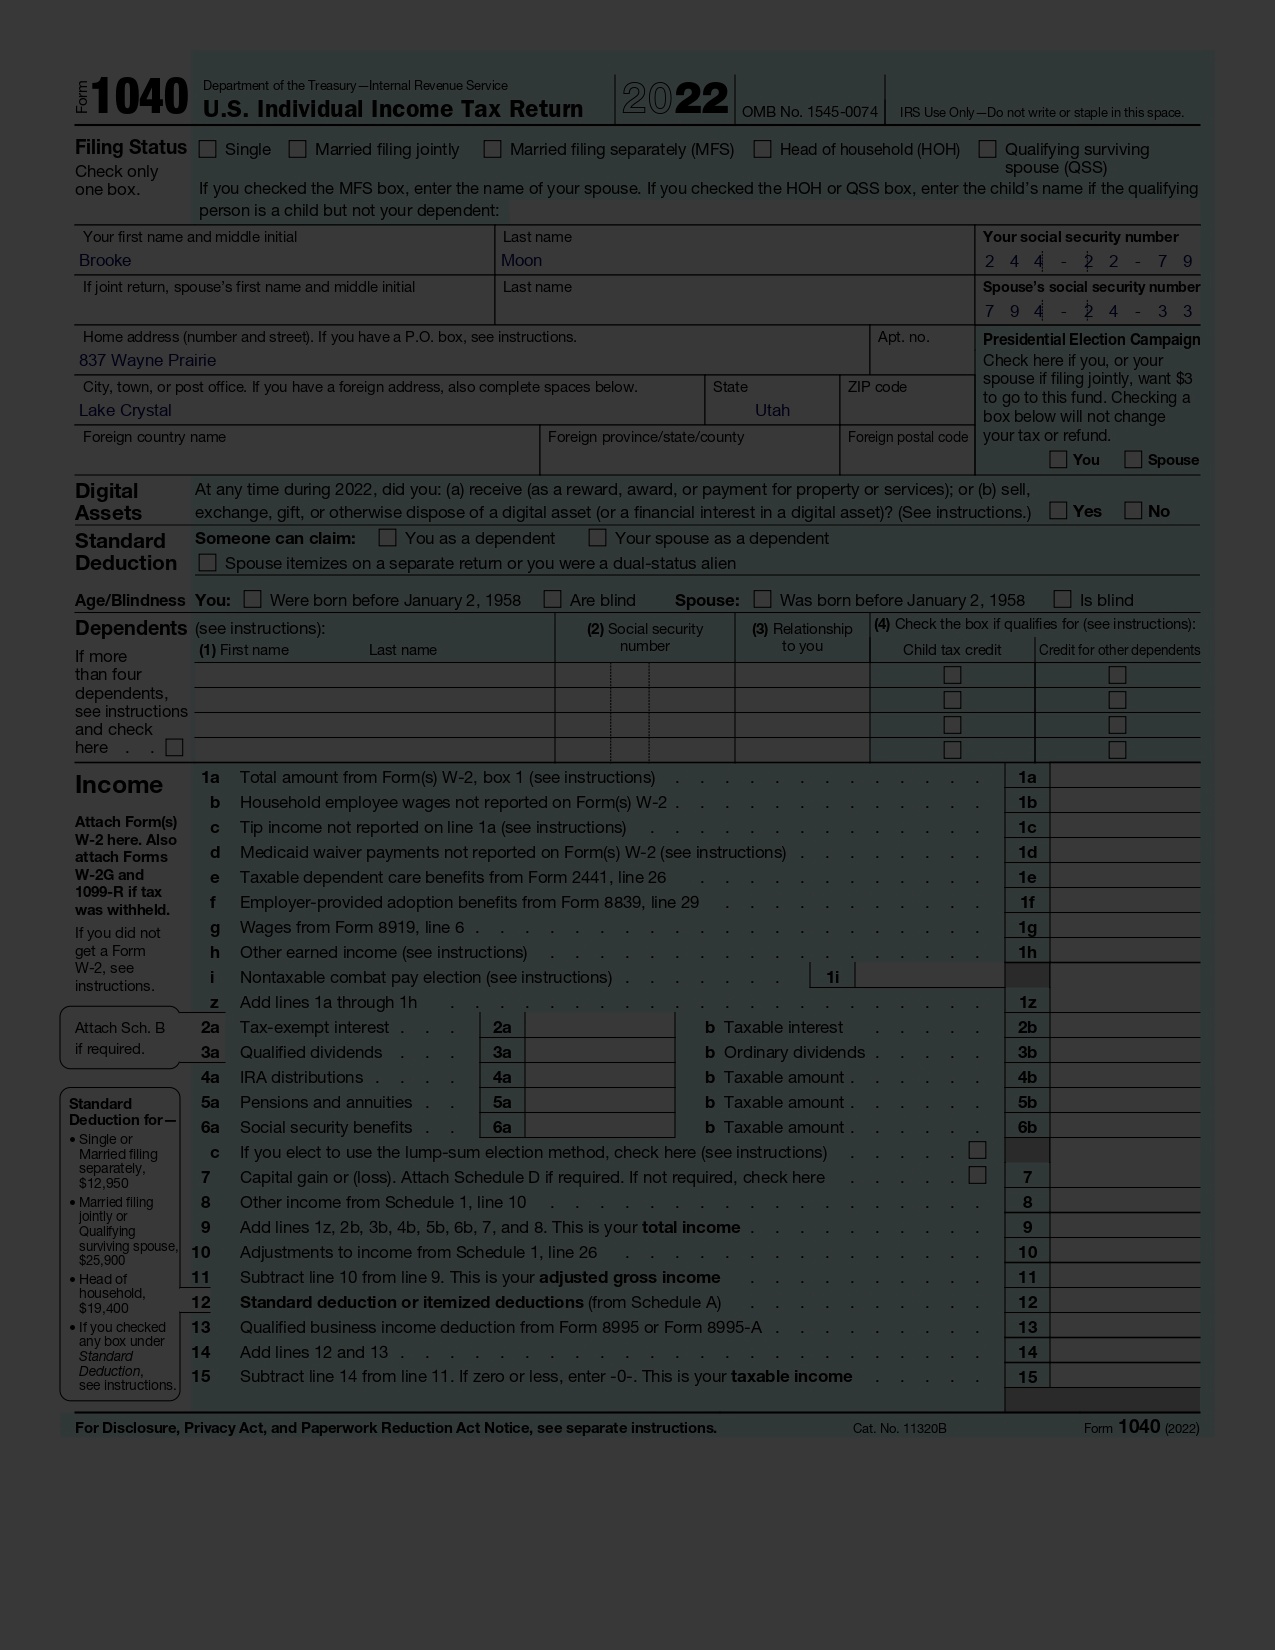 Form 1040 Department of the Treasury—Internal Revenue Service
U.S. Individual Income Tax Return 2022 OMB No. 1545-0074 IRS Use Only—Do not write or staple in this space.
Filing Status
Check only one box.
Single Married filing jointly Married filing separately (MFS) Head of household (HOH) Qualifying surviving spouse (QSS)
If you checked the MFS box, enter the name of your spouse. If you checked the HOH or QSS box, enter the child's name if the qualifying
person is a child but not your dependent:
Your first name and middle initial Last name Your social security number
Brooke Moon 2 4 4 - 2 2 - 7 9
If joint return, spouse's first name and middle initial Last name Spouse's social security number
7 9 4 - 2 4 - 3 3
Home address (number and street). If you have a P.O. box, see instructions. Apt. no.
837 Wayne Prairie
City, town, or post office. If you have a foreign address, also complete spaces below. State ZIP code
Lake Crystal Utah
Foreign country name Foreign province/state/county Foreign postal code
Presidential Election Campaign
Check here if you, or your
spouse if filing jointly, want $3
to go to this fund. Checking a
box below will not change
your tax or refund.
You Spouse
Digital Assets
At any time during 2022, did you: (a) receive (as a reward, award, or payment for property or services); or (b) sell,
exchange, gift, or otherwise dispose of a digital asset (or a financial interest in a digital asset)? (See instructions.) Yes No
Standard Deduction
Someone can claim: You as a dependent Your spouse as a dependent
Spouse itemizes on a separate return or you were a dual-status alien
Age/Blindness You: Were born before January 2, 1958 Are blind Spouse: Was born before January 2, 1958 Is blind
Dependents (see instructions): (2) Social security number (3) Relationship to you (4) Check the box if qualifies for (see instructions):
(1) First name Last name Child tax credit Credit for other dependents
If more
than four
dependents,
see instructions
and check
here . .
Income
Attach Form(s)
W-2 here. Also
attach Forms
W-2G and
1099-R if tax
was withheld.
If you did not
get a Form
W-2, see
instructions.
1a Total amount from Form(s) W-2, box 1 (see instructions) . . . . . . . . . . . . . 1a
b Household employee wages not reported on Form(s) W-2 . . . . . . . . . . . . . 1b
c Tip income not reported on line 1a (see instructions) . . . . . . . . . . . . . . 1c
d Medicaid waiver payments not reported on Form(s) W-2 (see instructions) . . . . . . . . 1d
e Taxable dependent care benefits from Form 2441, line 26 . . . . . . . . . . . . 1e
f Employer-provided adoption benefits from Form 8839, line 29 . . . . . . . . . . . 1f
g Wages from Form 8919, line 6 . . . . . . . . . . . . . . . . . . . . . 1g
h Other earned income (see instructions) . . . . . . . . . . . . . . . . . . 1h
i Nontaxable combat pay election (see instructions) . . . . . . . 1i
z Add lines 1a through 1h . . . . . . . . . . . . . . . . . . . . . . 1z
Attach Sch. B
if required.
2a Tax-exempt interest . . . 2a b Taxable interest . . . . . 2b
3a Qualified dividends . . . 3a b Ordinary dividends . . . . . 3b
4a IRA distributions . . . . 4a b Taxable amount . . . . . . 4b
5a Pensions and annuities . . 5a b Taxable amount . . . . . . 5b
6a Social security benefits . . 6a b Taxable amount . . . . . . 6b
c If you elect to use the lump-sum election method, check here (see instructions) . . . . .
7 Capital gain or (loss). Attach Schedule D if required. If not required, check here . . . . . 7
8 Other income from Schedule 1, line 10 . . . . . . . . . . . . . . . . . . 8
9 Add lines 1z, 2b, 3b, 4b, 5b, 6b, 7, and 8. This is your total income . . . . . . . . . . 9
10 Adjustments to income from Schedule 1, line 26 . . . . . . . . . . . . . . . 10
11 Subtract line 10 from line 9. This is your adjusted gross income . . . . . . . . . . 11
12 Standard deduction or itemized deductions (from Schedule A) . . . . . . . . . . 12
13 Qualified business income deduction from Form 8995 or Form 8995-A . . . . . . . . . 13
14 Add lines 12 and 13 . . . . . . . . . . . . . . . . . . . . . . . . 14
15 Subtract line 14 from line 11. If zero or less, enter -0-. This is your taxable income . . . . . 15
Standard
Deduction for—
• Single or
Married filing
separately,
$12,950
• Married filing
jointly or
Qualifying
surviving spouse,
$25,900
• Head of
household,
$19,400
• If you checked
any box under
Standard
Deduction,
see instructions.
For Disclosure, Privacy Act, and Paperwork Reduction Act Notice, see separate instructions. Cat. No. 11320B Form 1040 (2022)